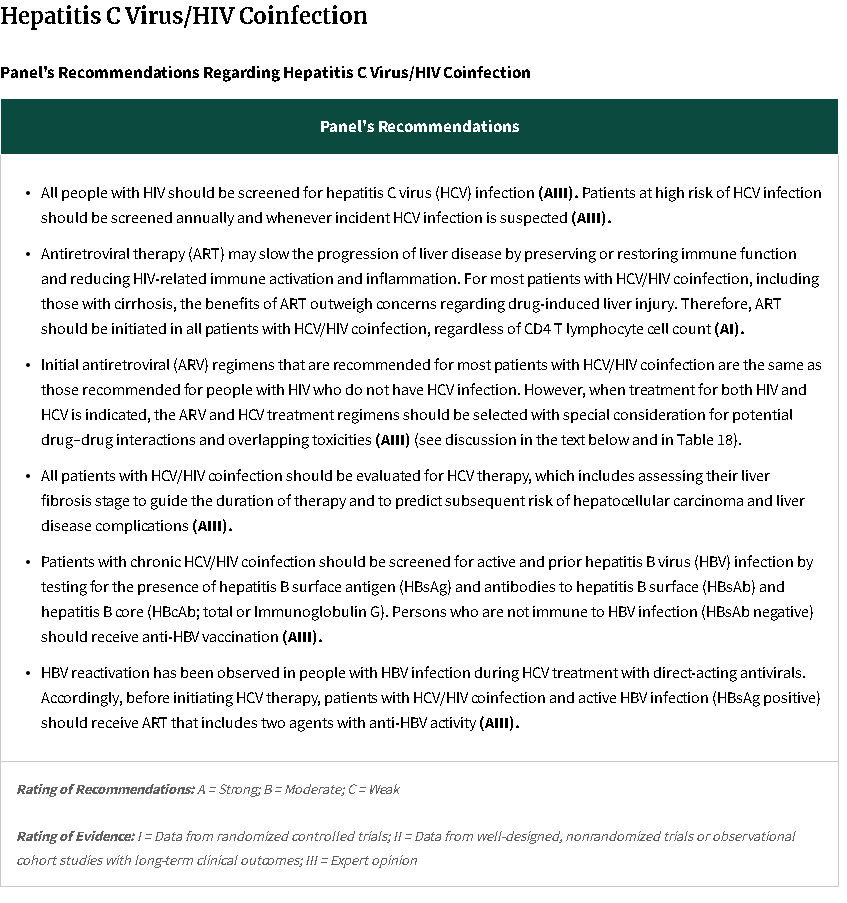 Hepatitis C Virus/HIV Coinfection
Panel's Recommendations Regarding Hepatitis C Virus/HIV Coinfection
Panel's Recommendations
• All people with HIV should be screened for hepatitis C virus (HCV) infection (AIII). Patients at high risk of HCV infection
should be screened annually and whenever incident HCV infection is suspected (AIII).
• Antiretroviral therapy (ART) may slow the progression of liver disease by preserving or restoring immune function
and reducing HIV-related immune activation and inflammation. For most patients with HCV/HIV coinfection, including
those with cirrhosis, the benefits of ART outweigh concerns regarding drug-induced liver injury. Therefore, ART
should be initiated in all patients with HCV/HIV coinfection, regardless of CD4 T lymphocyte cell count (AI).
• Initial antiretroviral (ARV) regimens that are recommended for most patients with HCV/HIV coinfection are the same as
those recommended for people with HIV who do not have HCV infection. However, when treatment for both HIV and
HCV is indicated, the ARV and HCV treatment regimens should be selected with special consideration for potential
drug–drug interactions and overlapping toxicities (AIII) (see discussion in the text below and in Table 18).
• All patients with HCV/HIV coinfection should be evaluated for HCV therapy, which includes assessing their liver
fibrosis stage to guide the duration of therapy and to predict subsequent risk of hepatocellular carcinoma and liver
disease complications (AIII).
• Patients with chronic HCV/HIV coinfection should be screened for active and prior hepatitis B virus (HBV) infection by
testing for the presence of hepatitis B surface antigen (HBsAg) and antibodies to hepatitis B surface (HBsAb) and
hepatitis B core (HBcAb; total or Immunoglobulin G). Persons who are not immune to HBV infection (HBsAb negative)
should receive anti-HBV vaccination (AIII).
• HBV reactivation has been observed in people with HBV infection during HCV treatment with direct-acting antivirals.
Accordingly, before initiating HCV therapy, patients with HCV/HIV coinfection and active HBV infection (HBsAg positive)
should receive ART that includes two agents with anti-HBV activity (AIII).
Rating of Recommendations: A = Strong; B = Moderate; C = Weak
Rating of Evidence: I = Data from randomized controlled trials; II = Data from well-designed, nonrandomized trials or observational
cohort studies with long-term clinical outcomes; III = Expert opinion